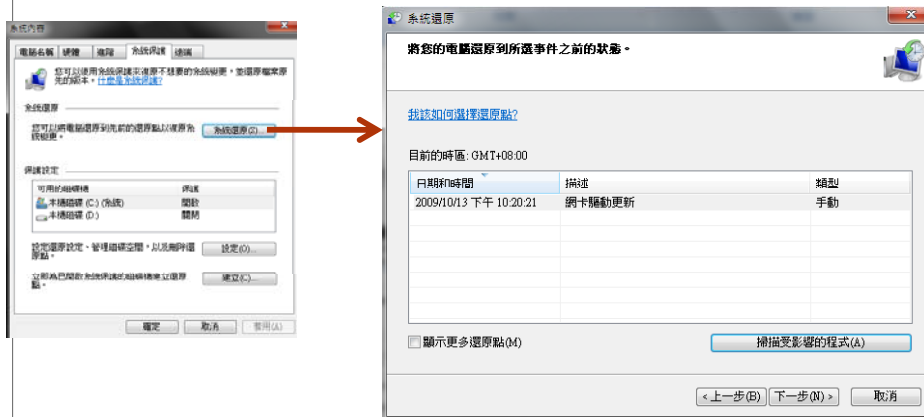 系統內容
電腦名稱 硬體 進階 系統保護 遠端
您可以使用系統保護來復原不想要的系統變更，並還原檔案原
先的版本。什麼是系統保護?
系統還原
您可以將電腦還原到先前的還原點以復原系
統變更。
系統還原(S)...
保護設定
可用的磁碟機 保護
本機磁碟 (C:) (系統) 開啟
本機磁碟 (D:) 關閉
設定還原設定、管理磁碟空間，以及刪除還
原點。
設定(O)...
立即為已開啟系統保護的磁碟機建立還原
點。
建立(C)...
確定 取消 套用(A)
系統還原
將您的電腦還原到所選事件之前的狀態。
我該如何選擇還原點?
目前的時區: GMT+08:00
日期和時間 描述 類型
2009/10/13 下午 10:20:21 網卡驅動更新 手動
顯示更多還原點(M)
掃描受影響的程式(A)
<上一步(B) 下一步(N) > 取消